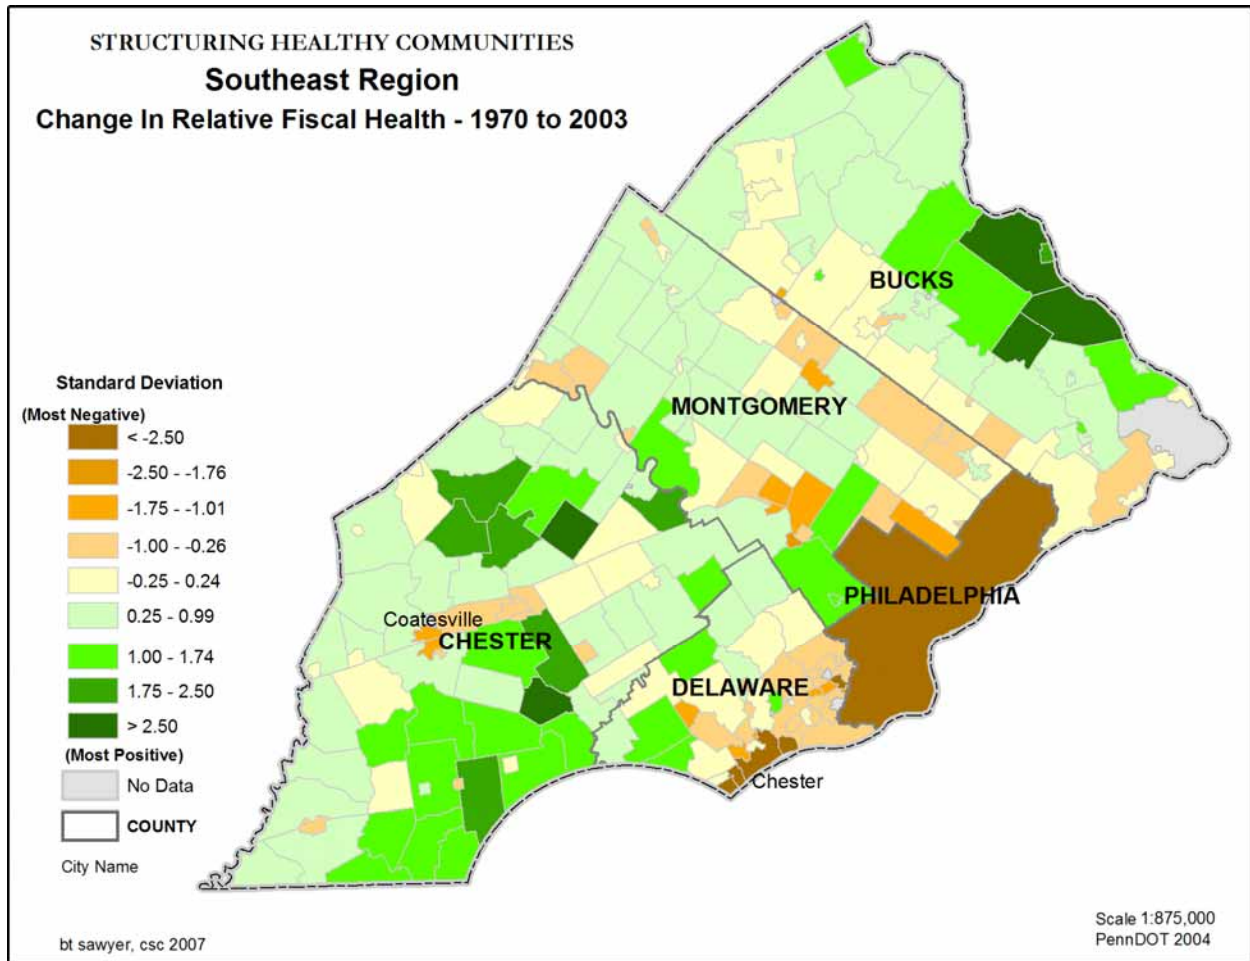 STRUCTURING HEALTHY COMMUNITIES
Southeast Region
Change In Relative Fiscal Health - 1970 to 2003
BUCKS
MONTGOMERY
PHILADELPHIA
Coatesville
CHESTER
DELAWARE
Chester
Standard Deviation
(Most Negative)
< -2.50
-2.50 - -1.76
-1.75 - -1.01
-1.00 - -0.26
-0.25 - 0.24
0.25 - 0.99
1.00 - 1.74
1.75 - 2.50
> 2.50
(Most Positive)
No Data
COUNTY
City Name
bt sawyer, csc 2007
Scale 1:875,000
PennDOT 2004